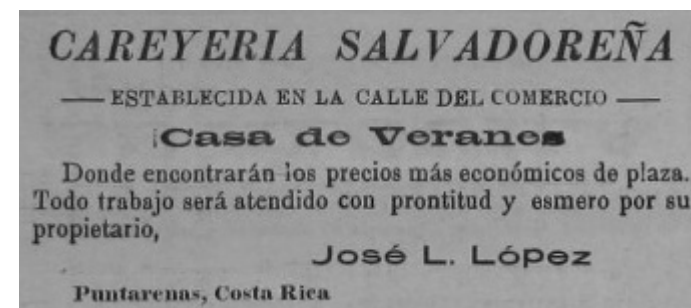 CAREYERIA SALVADOREÑA
ESTABLECIDA EN LA CALLE DEL COMERCIO
¡Casa de Veranes
Donde encontrarán los precios más económicos de plaza.
Todo trabajo será atendido con prontitud y esmero por su
propietario,
José L. López
Puntarenas, Costa Rica